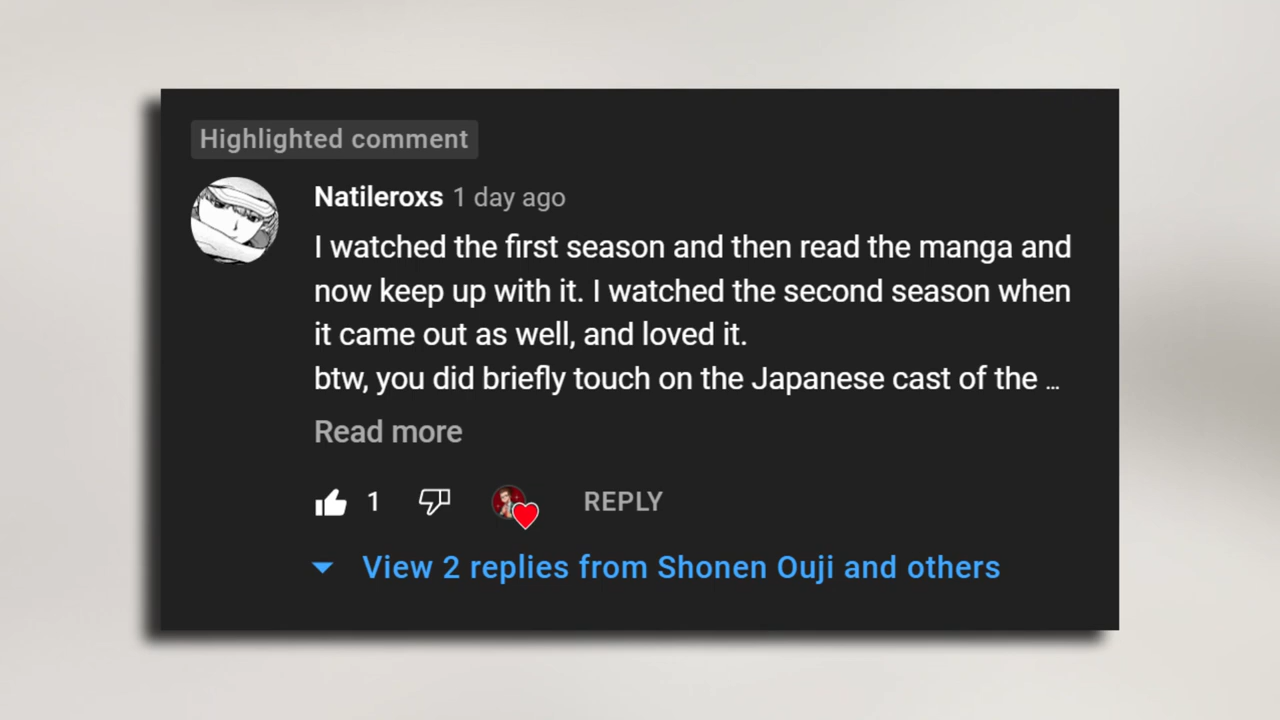 Highlighted comment
Natileroxs 1 day ago
I watched the first season and then read the manga and
now keep up with it. I watched the second season when
it came out as well, and loved it.
btw, you did briefly touch on the Japanese cast of the ...
Read more
1 REPLY
View 2 replies from Shonen Ouji and others